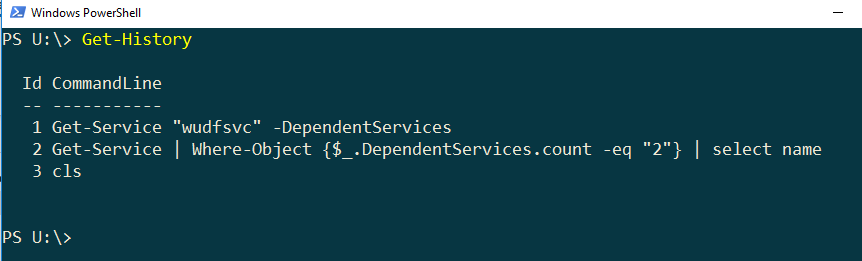 Windows PowerShell
PS U:\> Get-History
Id CommandLine
-- -----------
1 Get-Service "wudfsvc" -DependentServices
2 Get-Service | Where-Object {$_.DependentServices.count -eq "2"} | select name
3 cls
PS U:\>